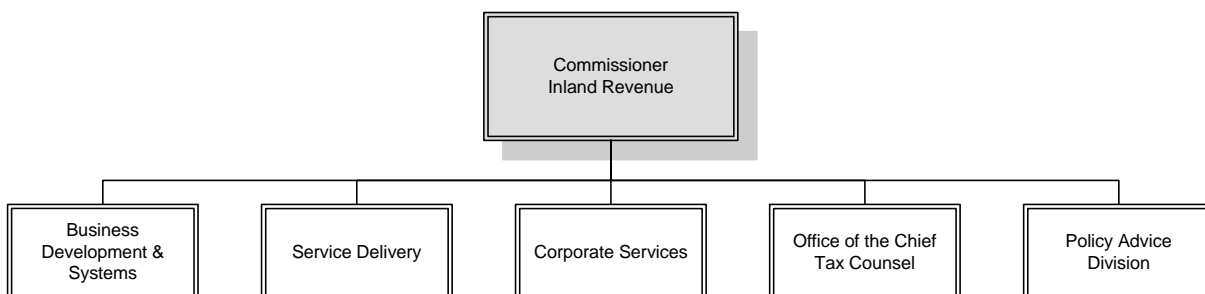 Commissioner
Inland Revenue
Business
Development &
Systems
Service Delivery
Corporate Services
Office of the Chief
Tax Counsel
Policy Advice
Division